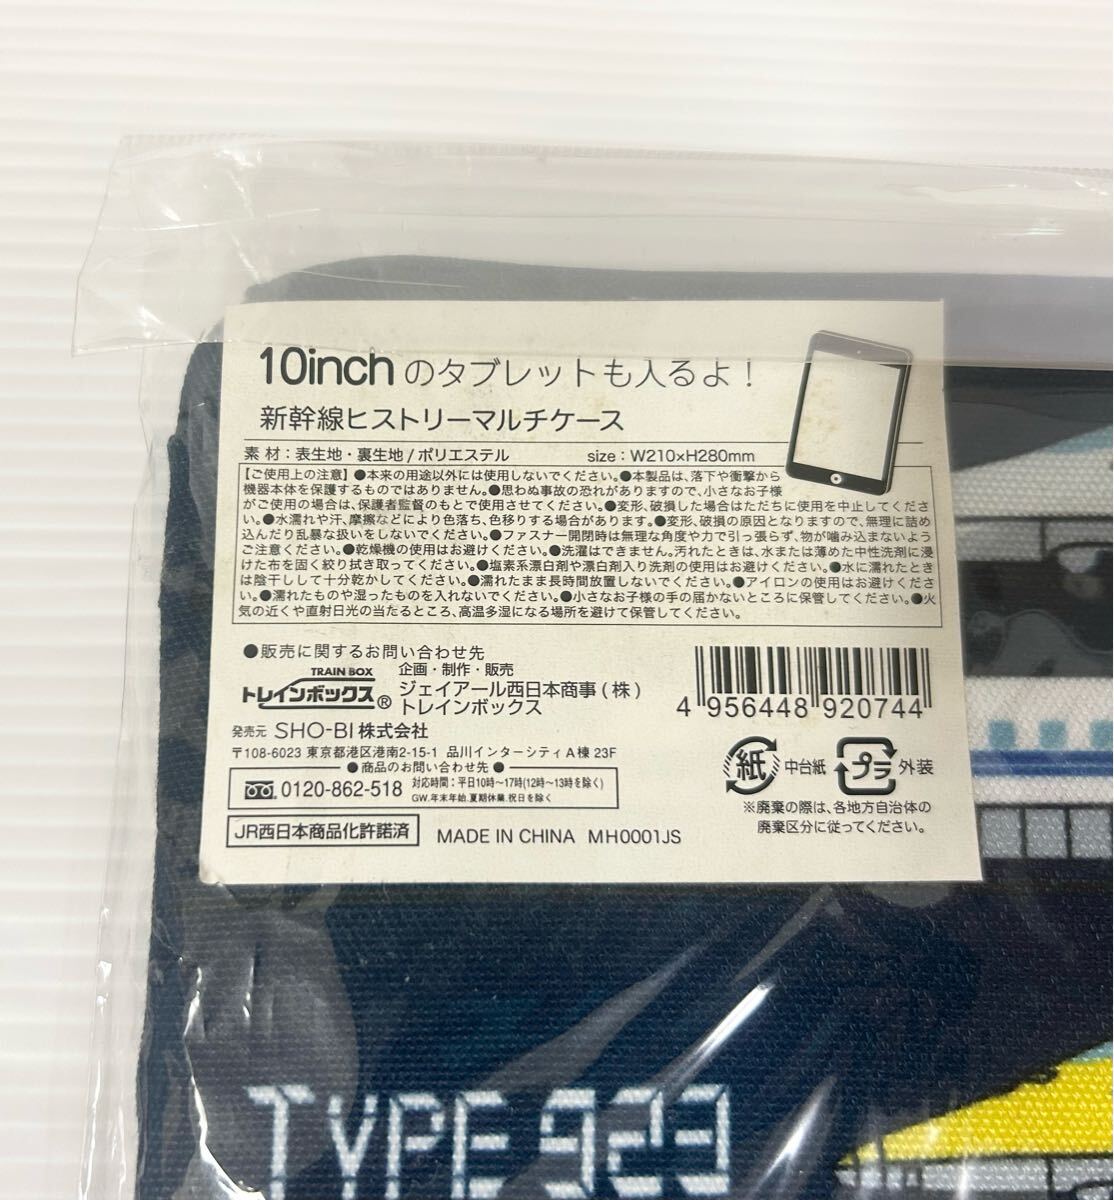 10inchのタブレットも入るよ！
新幹線ヒストリーマルチケース
素 材：表生地・裏生地 / ポリエステル size：W210×H280mm
【ご使用上の注意】●本来の用途以外には使用しないでください。●本製品は、落下や衝撃から
機器本体を保護するものではありません。●思わぬ事故の恐れがありますので、小さなお子様
がご使用の場合は、保護者監督のもとで使用させてください。●変形、破損した場合はただちに使用を中止してくださ
い。●水濡れや汗、摩擦などにより色落ち、色移りする場合があります。●変形、破損の原因となりますので、無理に詰め
込んだり乱暴な扱いをしないでください。●ファスナー開閉時は無理な角度や力で引っ張らず、物が噛み込まないよう
ご注意ください。●乾燥機の使用はお避けください。●洗濯はできません。汚れたときは、水または薄めた中性洗剤に浸
けた布を固く絞り拭き取ってください。●塩素系漂白剤や漂白剤入り洗剤の使用はお避けください。●水に濡れたとき
は陰干しして十分乾かしてください。●濡れたまま長時間放置しないでください。●アイロンの使用はお避けくださ
い。●濡れたものや湿ったものを入れないでください。●小さなお子様の手の届かないところに保管してください。●火
気の近くや直射日光の当たるところ、高温多湿になる場所を避けて保管してください。
●販売に関するお問い合わせ先
TRAIN BOX
トレインボックス®
企画・制作・販売
ジェイアール西日本商事（株）
トレインボックス
4 956448 920744
発売元 SHO-BI株式会社
〒108-6023 東京都港区港南2-15-1 品川インターシティA棟 23F
●商品のお問い合わせ先●
0120-862-518 対応時間：平日10時～17時(12時～13時を除く)
GW.年末年始.夏期休業.祝日を除く
紙 中台紙 プラ 外装
※廃棄の際は、各地方自治体の
廃棄区分に従ってください。
JR西日本商品化許諾済 MADE IN CHINA MH0001JS
TYPE 923